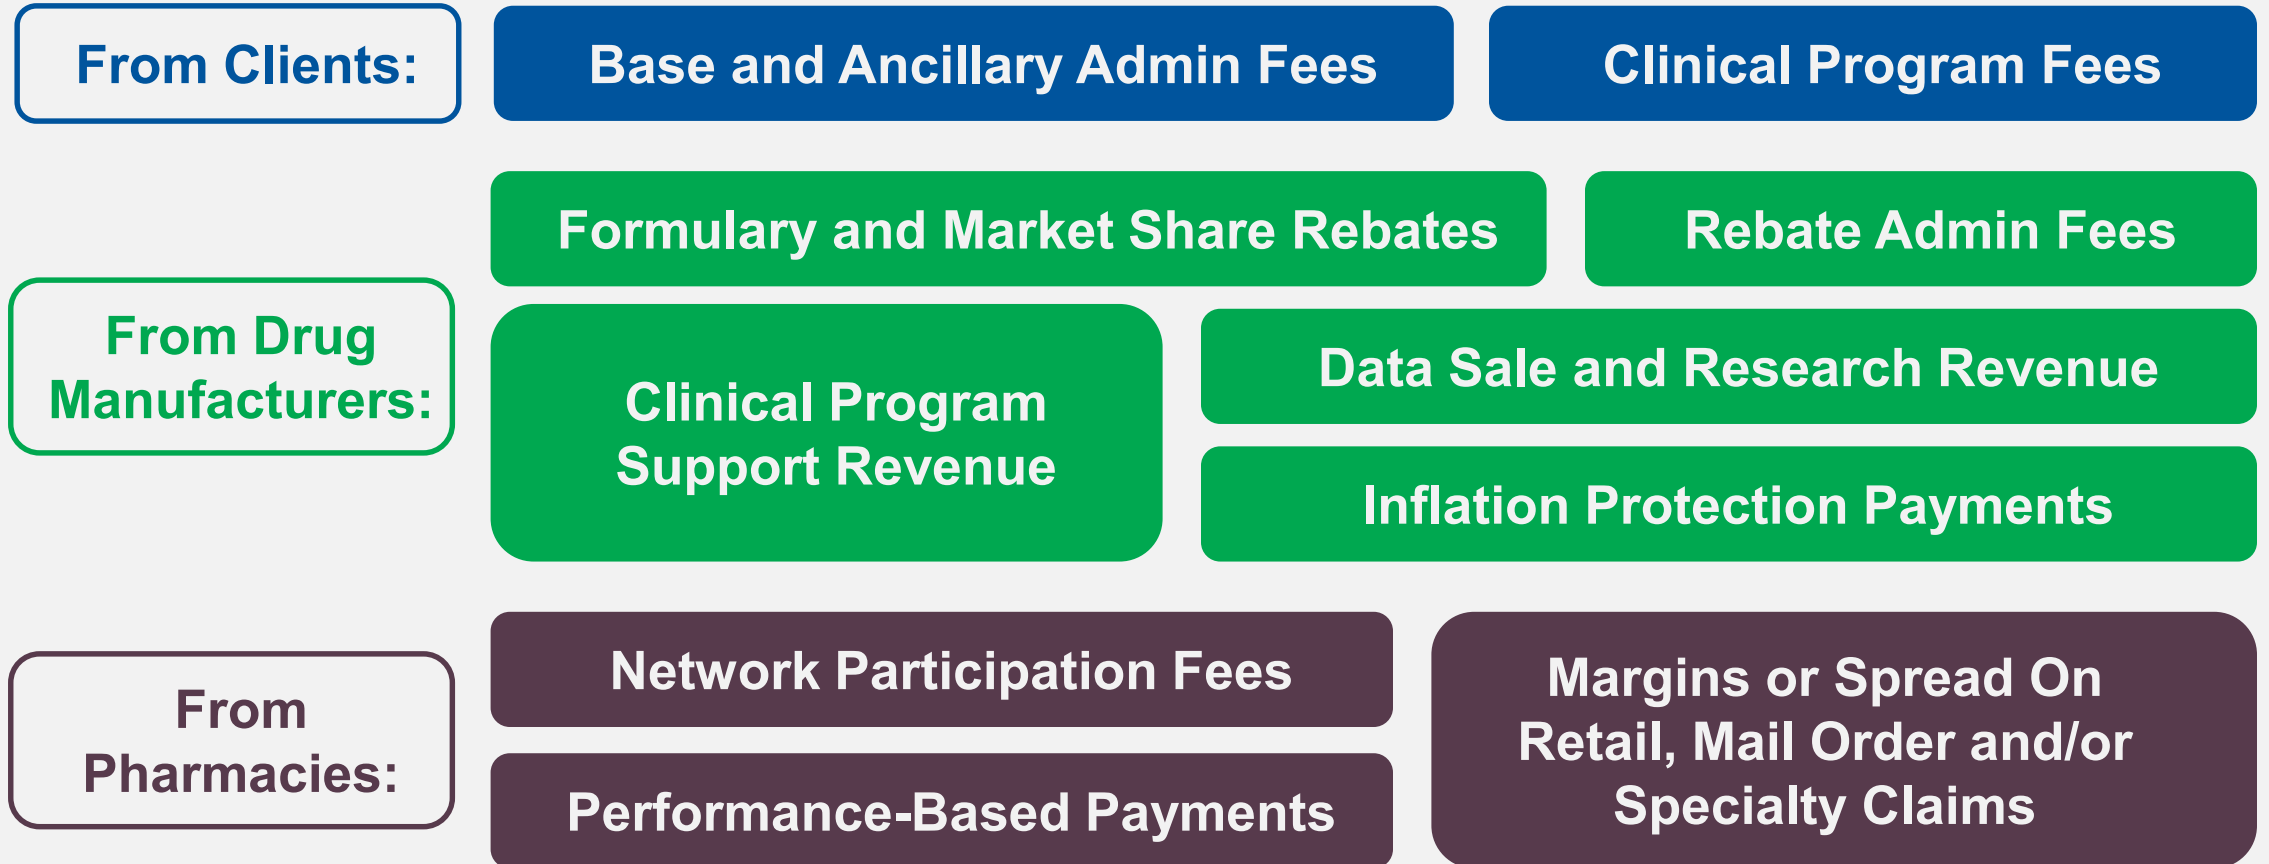 From Clients:
Base and Ancillary Admin Fees
Clinical Program Fees
From Drug
Manufacturers:
Formulary and Market Share Rebates
Rebate Admin Fees
Clinical Program
Support Revenue
Data Sale and Research Revenue
Inflation Protection Payments
From
Pharmacies:
Network Participation Fees
Performance-Based Payments
Margins or Spread On
Retail, Mail Order and/or
Specialty Claims